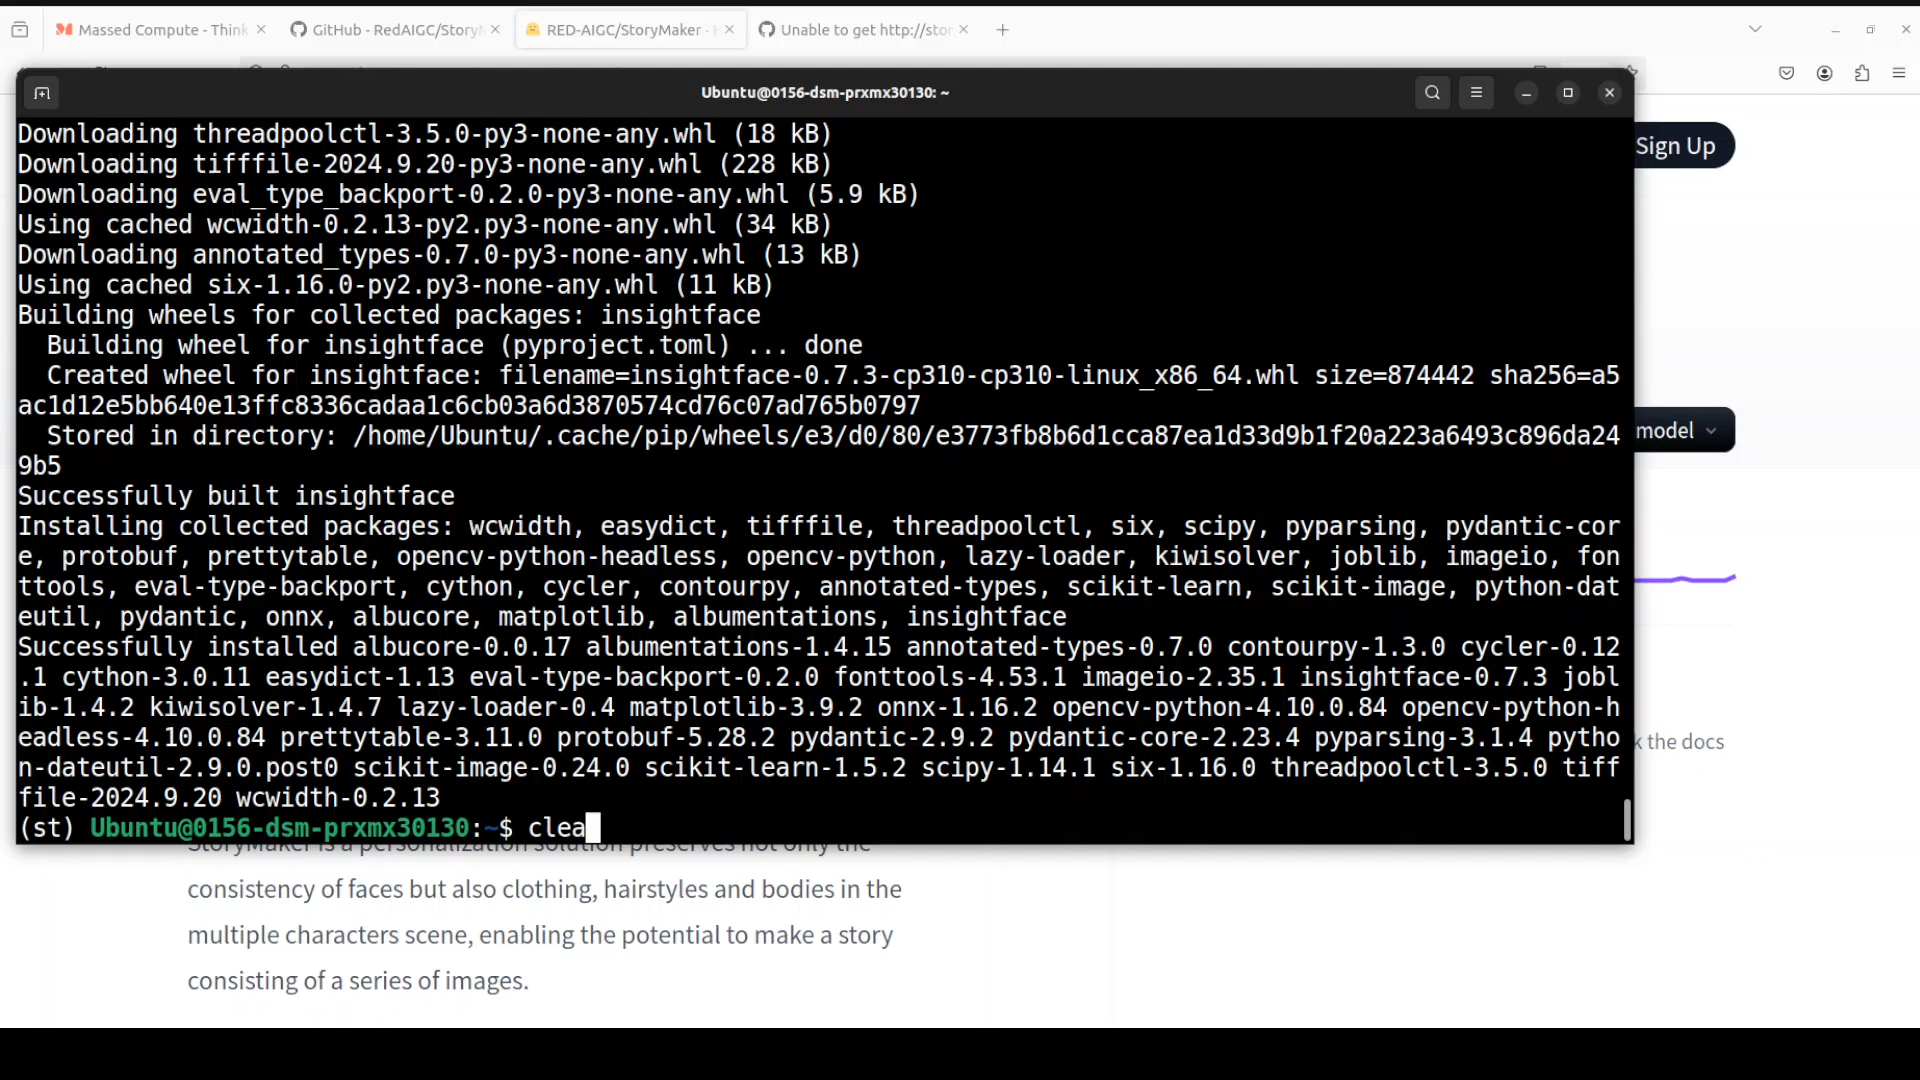 Massed Compute - Think
GitHub - RedAIGC/StoryM
RED-AIGC/StoryMaker -
Unable to get http://stor
Ubuntu@0156-dsm-prxmx30130: ~
Downloading threadpoolctl-3.5.0-py3-none-any.whl (18 kB)
Downloading tifffile-2024.9.20-py3-none-any.whl (228 kB)
Downloading eval_type_backport-0.2.0-py3-none-any.whl (5.9 kB)
Using cached wcwidth-0.2.13-py2.py3-none-any.whl (34 kB)
Downloading annotated_types-0.7.0-py3-none-any.whl (13 kB)
Using cached six-1.16.0-py2.py3-none-any.whl (11 kB)
Building wheels for collected packages: insightface
Building wheel for insightface (pyproject.toml) ... done
Created wheel for insightface: filename=insightface-0.7.3-cp310-cp310-linux_x86_64.whl size=874442 sha256=a5
ac1d12e5bb640e13ffc8336cadaa1c6cb03a6d3870574cd76c07ad765b0797
Stored in directory: /home/Ubuntu/.cache/pip/wheels/e3/d0/80/e3773fb8b6d1cca87ea1d33d9b1f20a223a6493c896da24
9b5
Successfully built insightface
Installing collected packages: wcwidth, easydict, tifffile, threadpoolctl, six, scipy, pyparsing, pydantic-cor
e, protobuf, prettytable, opencv-python-headless, opencv-python, lazy-loader, kiwisolver, joblib, imageio, fon
ttools, eval-type-backport, cython, cycler, contourpy, annotated-types, scikit-learn, scikit-image, python-dat
eutil, pydantic, onnx, albucore, matplotlib, albumentations, insightface
Successfully installed albucore-0.0.17 albumentations-1.4.15 annotated-types-0.7.0 contourpy-1.3.0 cycler-0.12
.1 cython-3.0.11 easydict-1.13 eval-type-backport-0.2.0 fonttools-4.53.1 imageio-2.35.1 insightface-0.7.3 jobl
ib-1.4.2 kiwisolver-1.4.7 lazy-loader-0.4 matplotlib-3.9.2 onnx-1.16.2 opencv-python-4.10.0.84 opencv-python-h
eadless-4.10.0.84 prettytable-3.11.0 protobuf-5.28.2 pydantic-2.9.2 pydantic-core-2.23.4 pyparsing-3.1.4 pytho
n-dateutil-2.9.0.post0 scikit-image-0.24.0 scikit-learn-1.5.2 scipy-1.14.1 six-1.16.0 threadpoolctl-3.5.0 tiff
file-2024.9.20 wcwidth-0.2.13
(st) Ubuntu@0156-dsm-prxmx30130:~$ clea
Sign Up
model
k the docs
StoryMaker is a personalization solution preserves not only the
consistency of faces but also clothing, hairstyles and bodies in the
multiple characters scene, enabling the potential to make a story
consisting of a series of images.